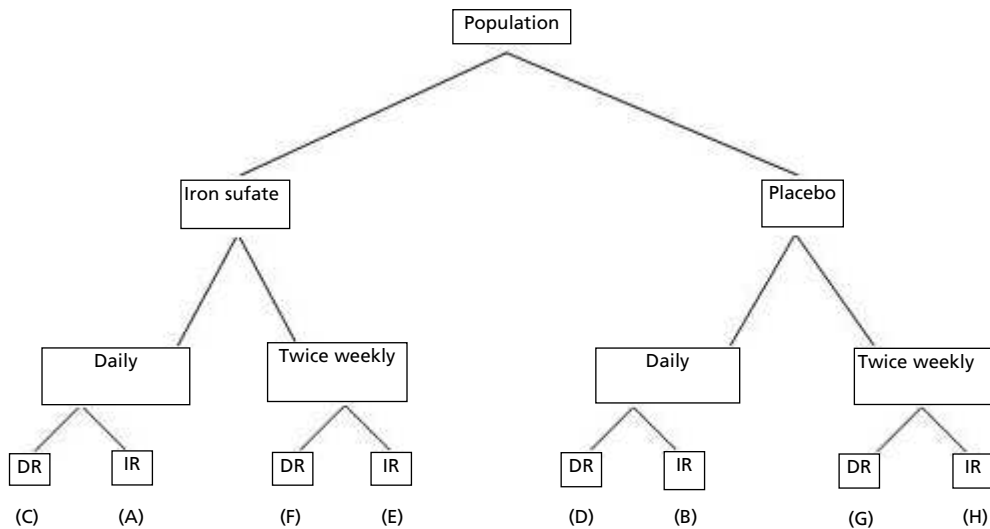 Population
Iron sufate Placebo
Daily Twice weekly Daily Twice weekly
DR IR DR IR DR IR DR IR
(C) (A) (F) (E) (D) (B) (G) (H)